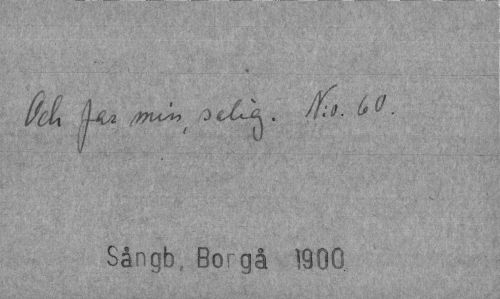 Och far min, salig. N:o. 60.
Sångb, Borgå 1900